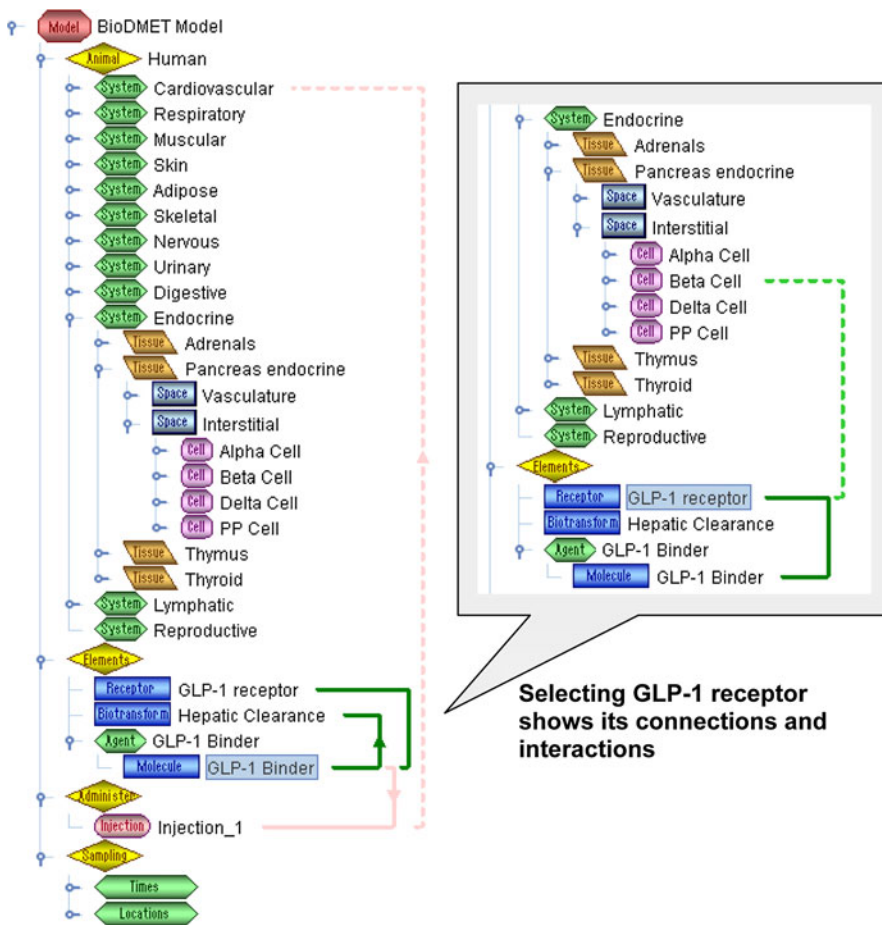 Model BioDMET Model
Animal Human
System Cardiovascular
System Respiratory
System Muscular
System Skin
System Adipose
System Skeletal
System Nervous
System Urinary
System Digestive
System Endocrine
Tissue Adrenals
Tissue Pancreas endocrine
Space Vasculature
Space Interstitial
Cell Alpha Cell
Cell Beta Cell
Cell Delta Cell
Cell PP Cell
Tissue Thymus
Tissue Thyroid
System Lymphatic
System Reproductive
Elements
Receptor GLP-1 receptor
Biotransform Hepatic Clearance
Agent GLP-1 Binder
Molecule GLP-1 Binder
Administer
Injection Injection_1
Sampling
Times
Locations
System Endocrine
Tissue Adrenals
Tissue Pancreas endocrine
Space Vasculature
Space Interstitial
Cell Alpha Cell
Cell Beta Cell
Cell Delta Cell
Cell PP Cell
Tissue Thymus
Tissue Thyroid
System Lymphatic
System Reproductive
Elements
Receptor GLP-1 receptor
Biotransform Hepatic Clearance
Agent GLP-1 Binder
Molecule GLP-1 Binder
Selecting GLP-1 receptor
shows its connections and
interactions